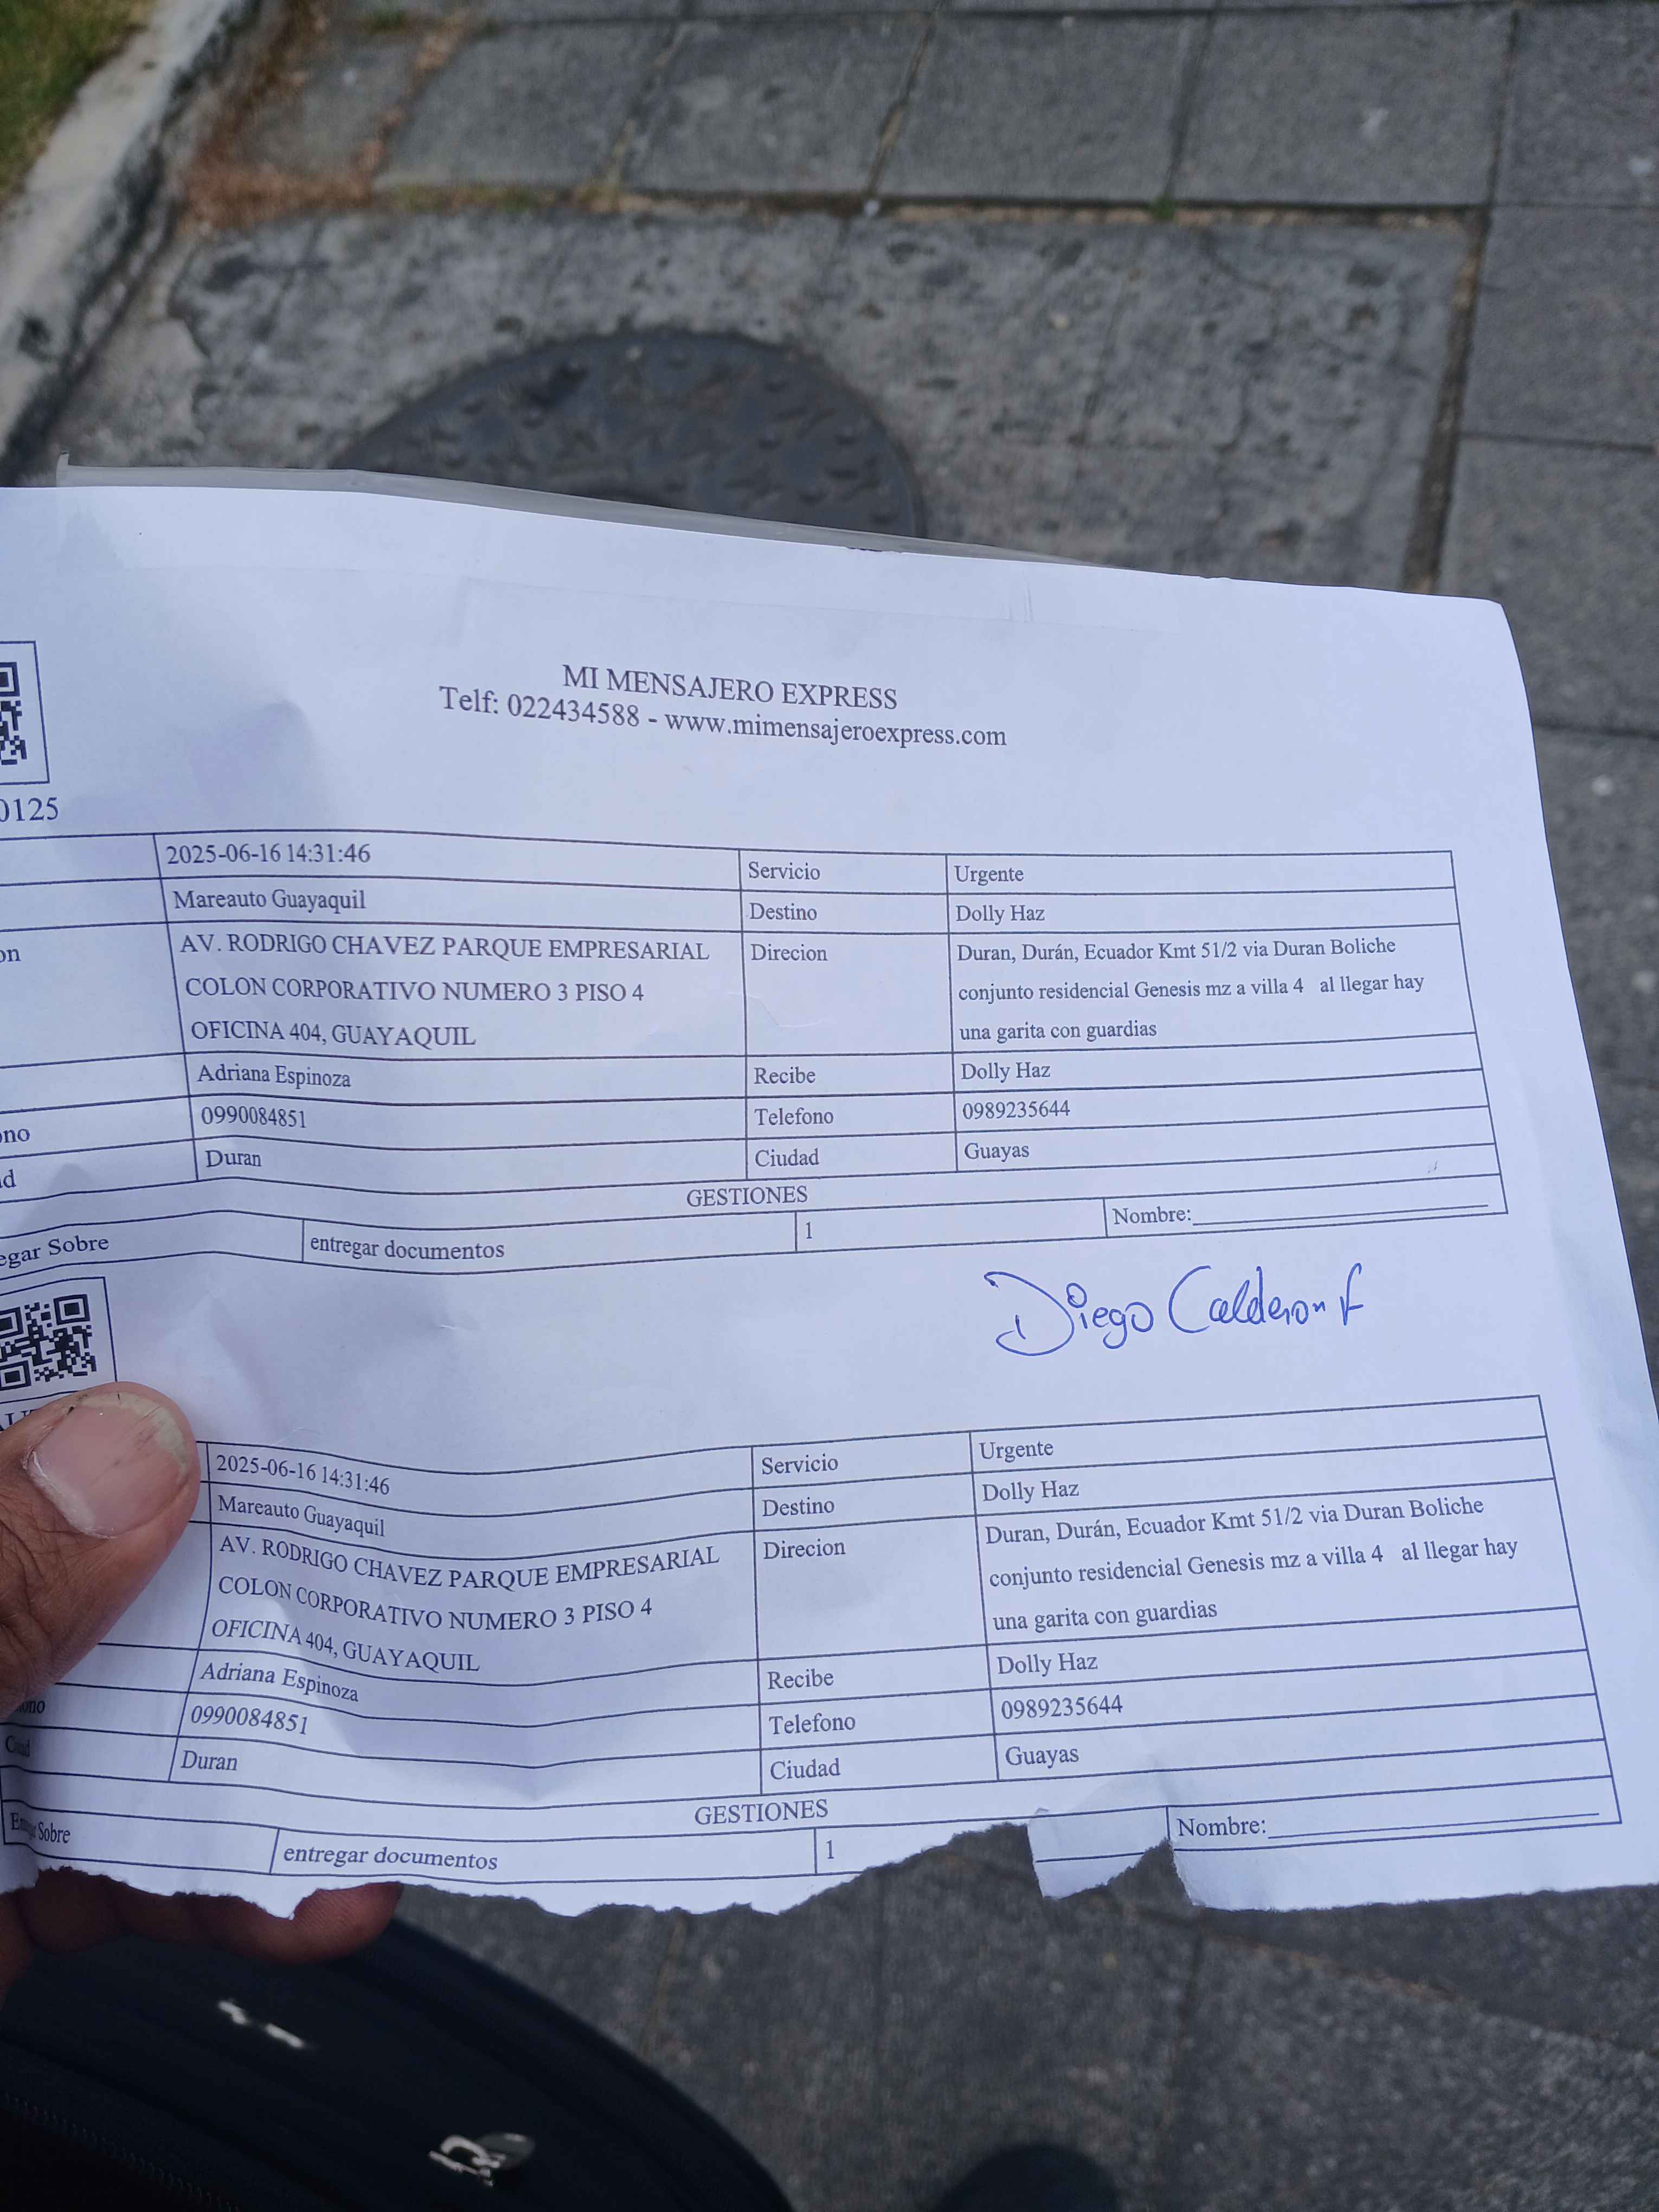 MI MENSAJERO EXPRESS
Telf: 022434588 - www.mimensajeroexpress.com
0125
2025-06-16 14:31:46 Servicio Urgente
Mareauto Guayaquil Destino Dolly Haz
on AV. RODRIGO CHAVEZ PARQUE EMPRESARIAL Direcion Duran, Durán, Ecuador Kmt 51/2 via Duran Boliche
COLON CORPORATIVO NUMERO 3 PISO 4 conjunto residencial Genesis mz a villa 4 al llegar hay
OFICINA 404, GUAYAQUIL una garita con guardias
Adriana Espinoza Recibe Dolly Haz
ono 0990084851 Telefono 0989235644
d Duran Ciudad Guayas
GESTIONES
egar Sobre entregar documentos 1 Nombre:
Diego Calderon F
2025-06-16 14:31:46 Servicio Urgente
Mareauto Guayaquil Destino Dolly Haz
AV. RODRIGO CHAVEZ PARQUE EMPRESARIAL Direcion Duran, Durán, Ecuador Kmt 51/2 via Duran Boliche
COLON CORPORATIVO NUMERO 3 PISO 4 conjunto residencial Genesis mz a villa 4 al llegar hay
OFICINA 404, GUAYAQUIL una garita con guardias
Adriana Espinoza Recibe Dolly Haz
ono 0990084851 Telefono 0989235644
Duran Ciudad Guayas
GESTIONES
Sobre entregar documentos 1 Nombre: